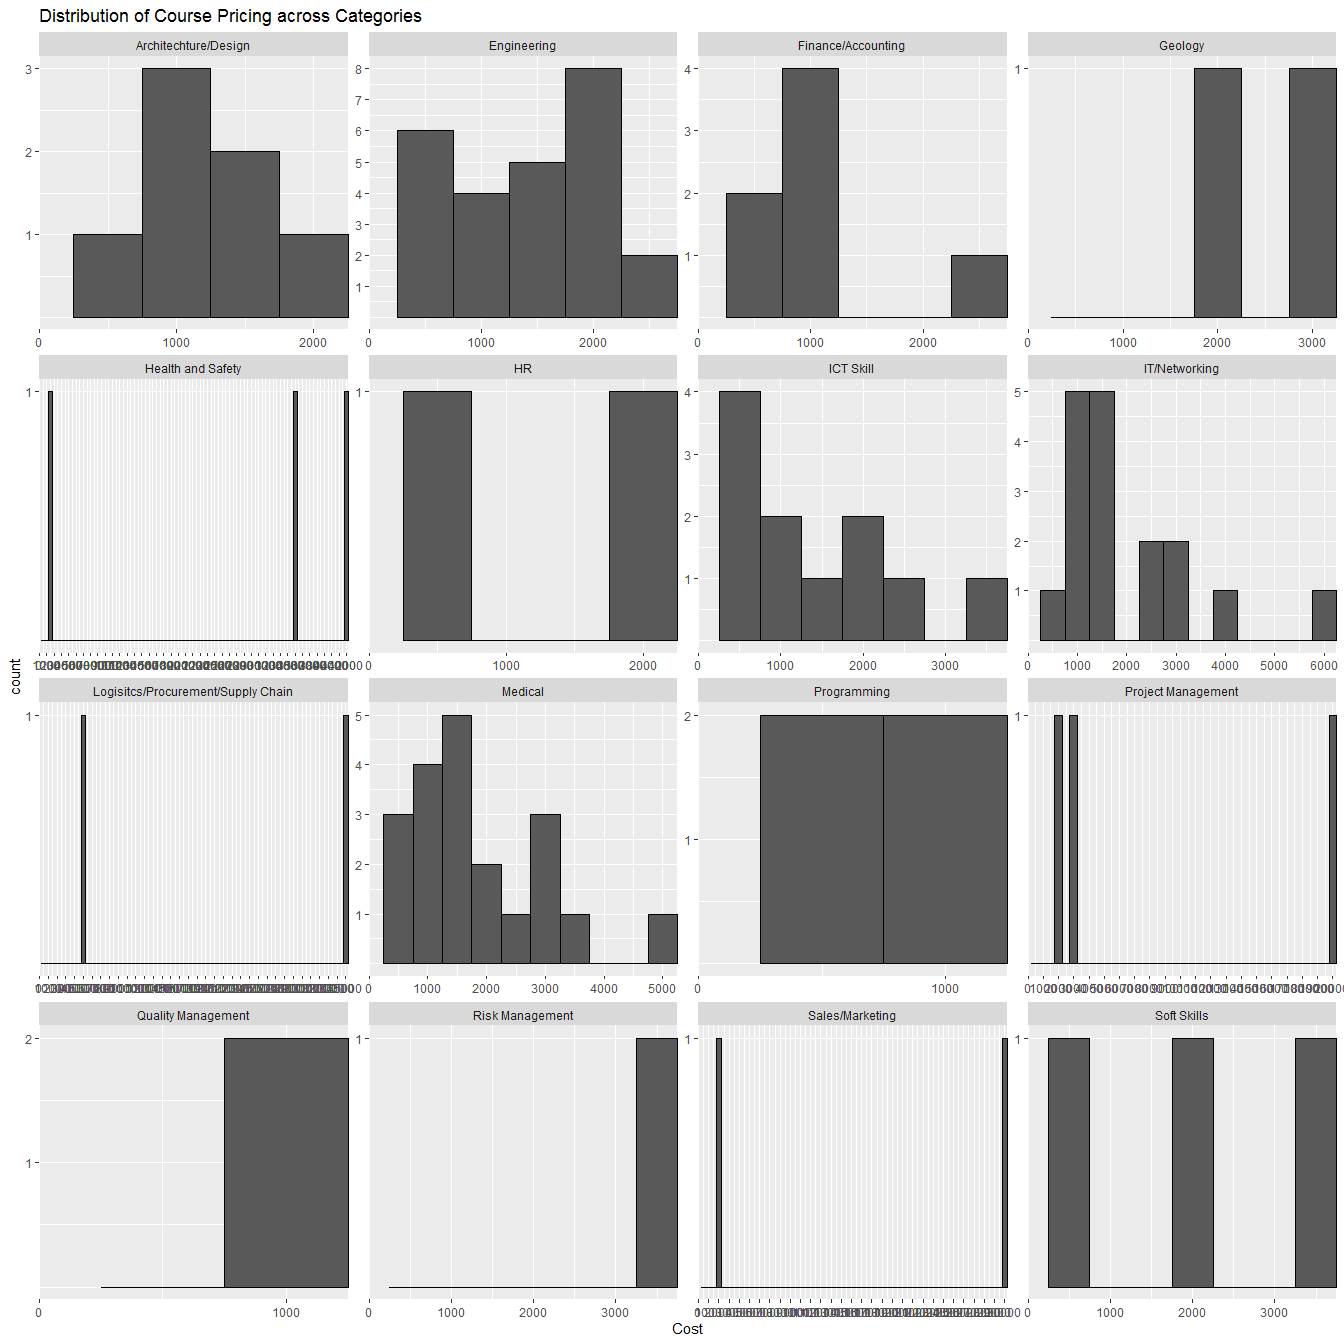 Distribution of Course Pricing across Categories
Architechture/Design Engineering Finance/Accounting Geology
3 8 4 1
7
6 3
2 5
4 2
1 3
2 1
1
0 1000 2000 0 1000 2000 0 1000 2000 0 1000 2000 3000
Health and Safety HR ICT Skill IT/Networking
1 1 4 5
4
3
3
2
2
1 1
0 1000 2000 0 1000 2000 3000 0 1000 2000 3000 4000 5000 6000
Logisitcs/Procurement/Supply Chain Medical Programming Project Management
1 5 2 1
4
3
1
2
1
0 1000 2000 3000 4000 5000 0 1000
Quality Management Risk Management Sales/Marketing Soft Skills
2 1 1 1
1
0 1000 0 1000 2000 3000 0 1000 2000 3000
count
Cost